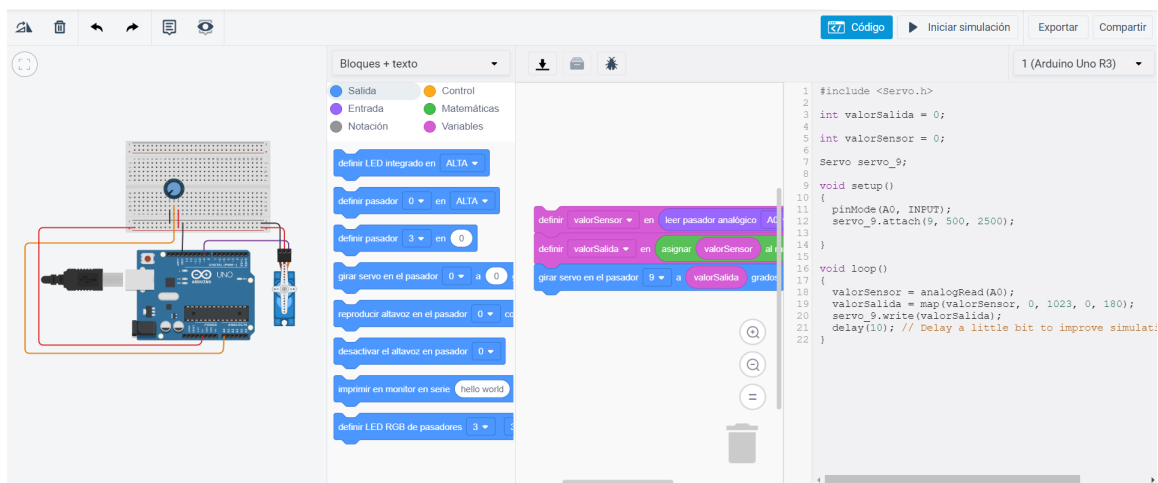 Código
Iniciar simulación
Exportar
Compartir
Bloques + texto
1 (Arduino Uno R3)
Salida
Control
Entrada
Matemáticas
Notación
Variables
definir LED integrado en ALTA
definir pasador 0 en ALTA
definir pasador 3 en 0
girar servo en el pasador 0 a 0
reproducir altavoz en el pasador 0 co
desactivar el altavoz en pasador 0
imprimir en monitor en serie hello world
definir LED RGB de pasadores 3
definir valorSensor en leer pasador analógico A0
definir valorSalida en asignar valorSensor al
girar servo en el pasador 9 a valorSalida grados
1 #include <Servo.h>
2
3 int valorSalida = 0;
4
5 int valorSensor = 0;
6
7 Servo servo_9;
8
9 void setup()
10 {
11 pinMode(A0, INPUT);
12 servo_9.attach(9, 500, 2500);
13
14 }
15
16 void loop()
17 {
18 valorSensor = analogRead(A0);
19 valorSalida = map(valorSensor, 0, 1023, 0, 180);
20 servo_9.write(valorSalida);
21 delay(10); // Delay a little bit to improve simulati
22 }
UNO